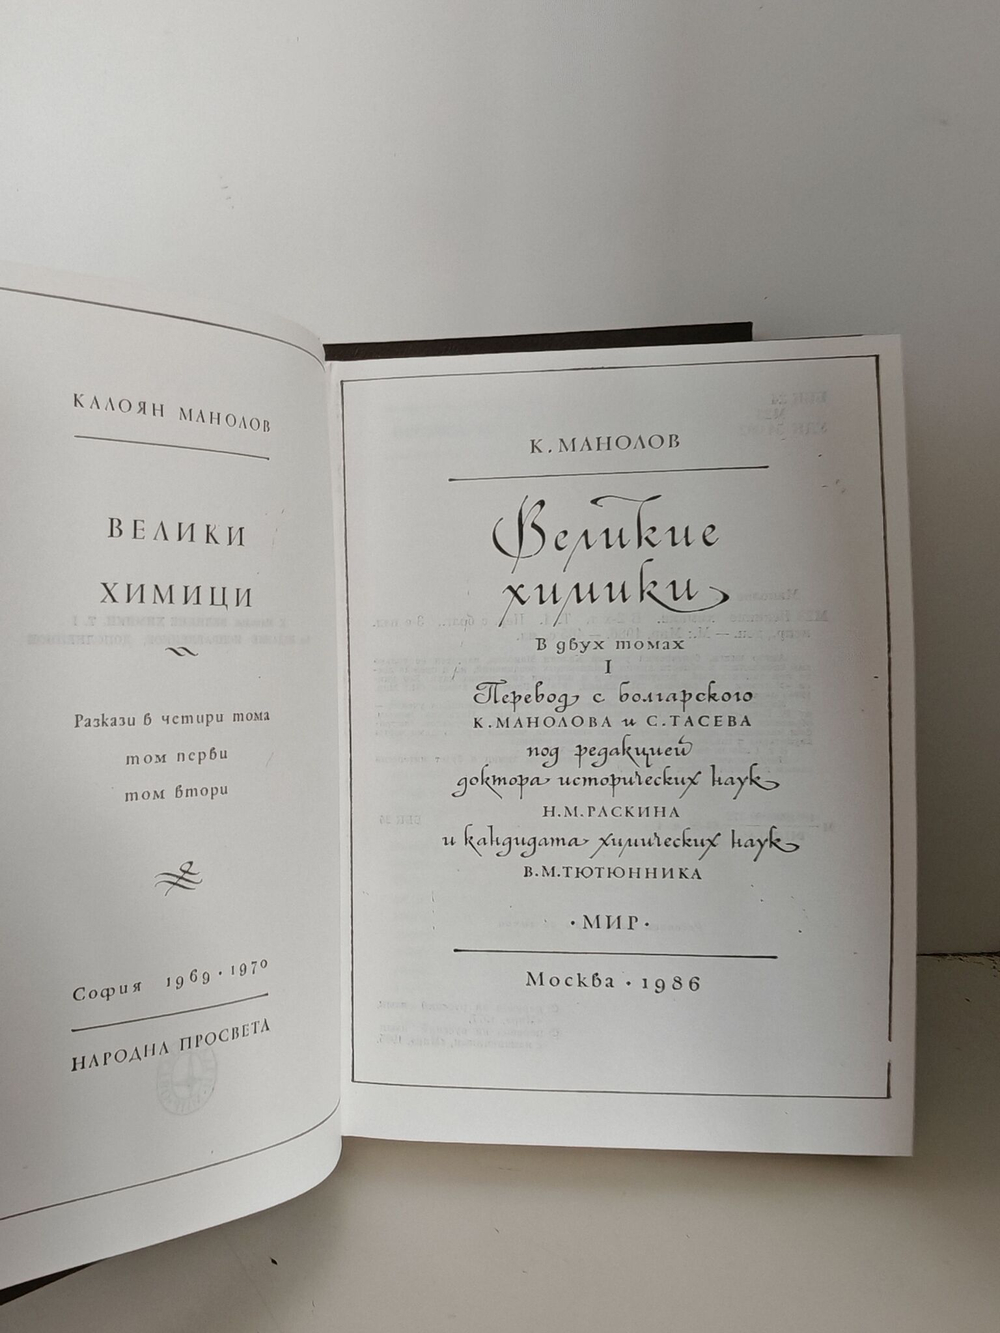 КАЛОЯН МАНОЛОВ
ВЕЛИКИ
ХИМИЦИ
Разкази в четири тома
том перви
том втори
София 1969 · 1970
НАРОДНА ПРОСВЕТА
К. МАНОЛОВ
Великие
химики
В двух томах
I
Перевод с болгарского
К. МАНОЛОВА и С. ТАСЕВА
под редакцией
доктора исторических наук
Н.М. РАСКИНА
и кандидата химических наук
В.М. ТЮТЮННИКА
· МИР ·
Москва · 1986